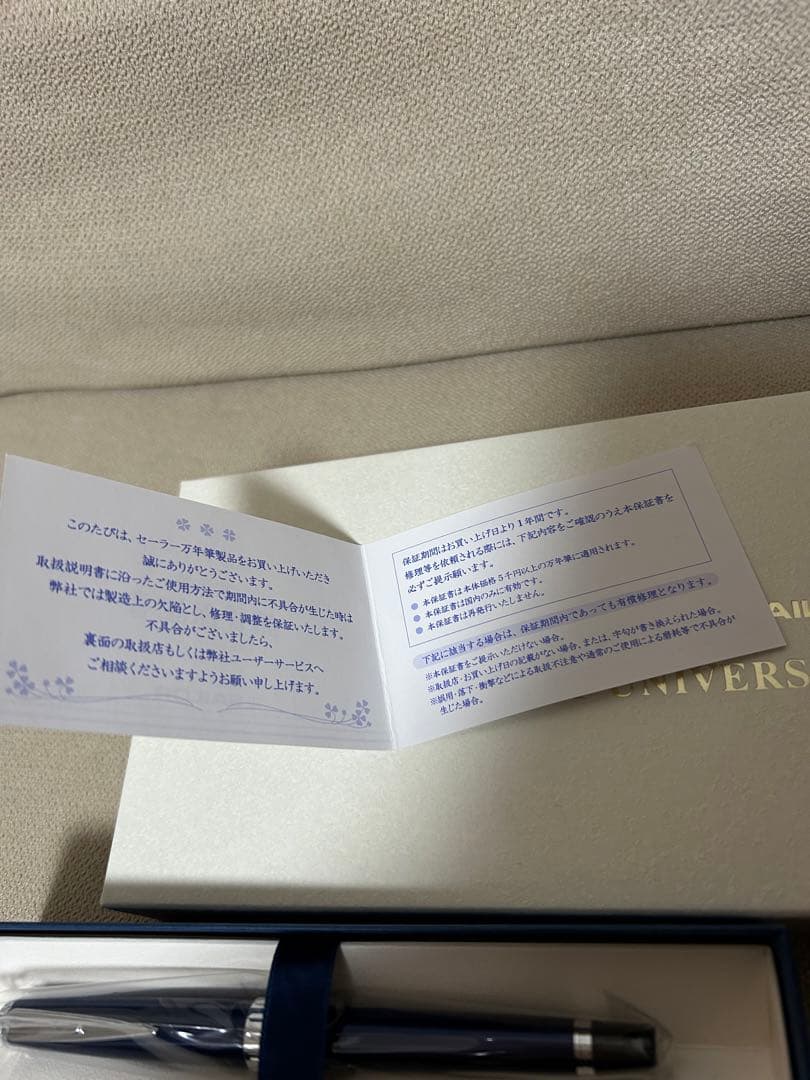 このたびは、セーラー万年筆製品をお買い上げいただき
誠にありがとうございます。
取扱説明書に沿ったご使用方法で期間内に不具合が生じた時は
弊社では製造上の欠陥とし、修理・調整を保証いたします。
不具合がございましたら、
裏面の取扱店もしくは弊社ユーザーサービスへ
ご相談くださいますようお願い申し上げます。
保証期間はお買い上げ日より1年間です。
修理等を依頼される際には、下記内容をご確認のうえ本保証書を
必ずご提示願います。
● 本保証書は本体価格5千円以上の万年筆に適用されます。
● 本保証書は国内のみに有効です。
● 本保証書は再発行いたしません。
下記に該当する場合は、保証期間内であっても有償修理となります。
※本保証書をご提示いただけない場合。
※取扱店・お買い上げ日の記載がない場合、または、字句が書き換えられた場合。
※誤用・落下・衝撃などによる取扱不注意や通常のご使用による磨耗等で不具合が
生じた場合。
AIL
UNIVERS